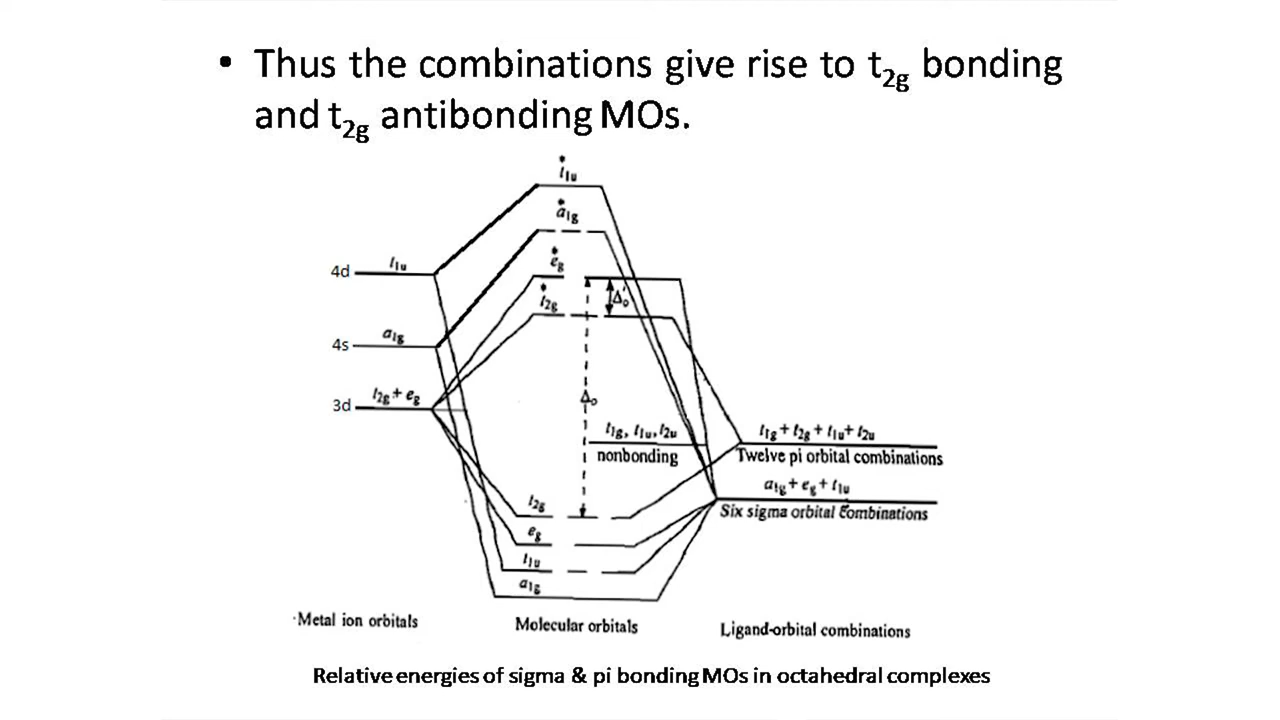 • Thus the combinations give rise to t2g bonding
and t2g antibonding MOs.
*
t1u
*
a1g
*
eg
4d t1u
*
t2g
Δ'o
4s a1g
3d t2g + eg
Δo
t1g, t1u, t2u
nonbonding
t1g + t2g + t1u + t2u
Twelve pi orbital combinations
a1g + eg + t1u
Six sigma orbital combinations
t2g
eg
t1u
a1g
Metal ion orbitals
Molecular orbitals
Ligand-orbital combinations
Relative energies of sigma & pi bonding MOs in octahedral complexes